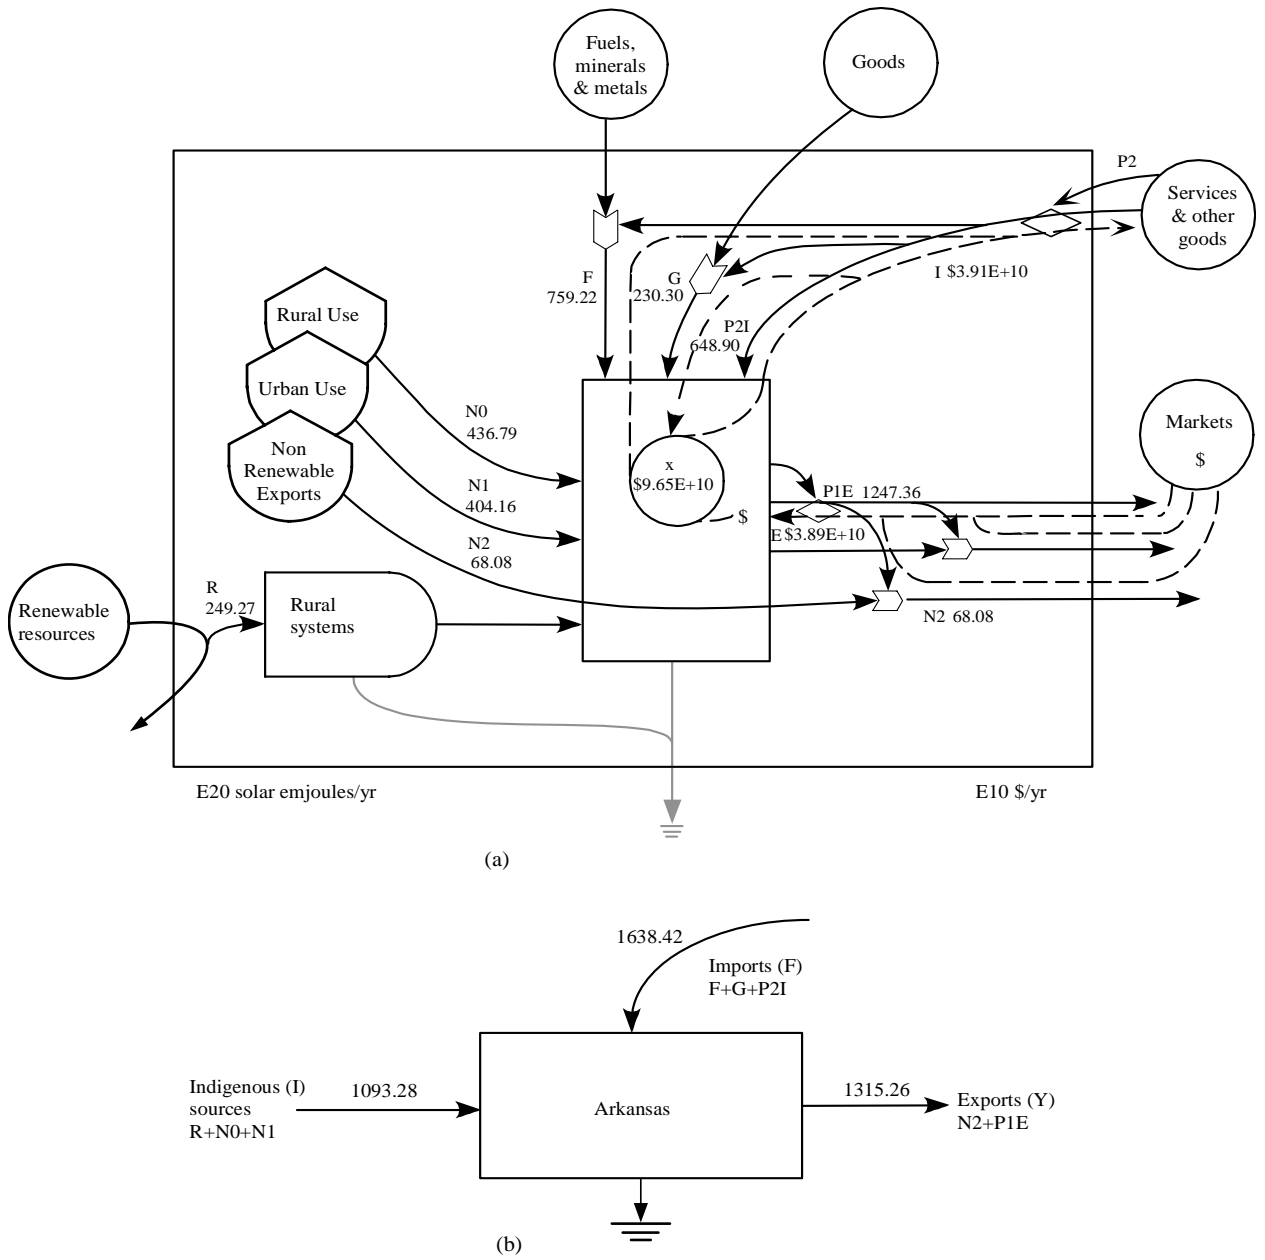 Fuels,
minerals
& metals
Goods
P2
Services
& other
goods
I $3.91E+10
F
759.22
G
230.30
P2I
648.90
Rural Use
Urban Use
Non
Renewable
Exports
N0
436.79
N1
404.16
N2
68.08
x
$9.65E+10
$
Markets
$
P1E 1247.36
E $3.89E+10
N2 68.08
R
249.27
Renewable
resources
Rural
systems
E20 solar emjoules/yr
E10 $/yr
(a)
1638.42
Imports (F)
F+G+P2I
Indigenous (I)
sources
R+N0+N1
1093.28
Arkansas
1315.26
Exports (Y)
N2+P1E
(b)